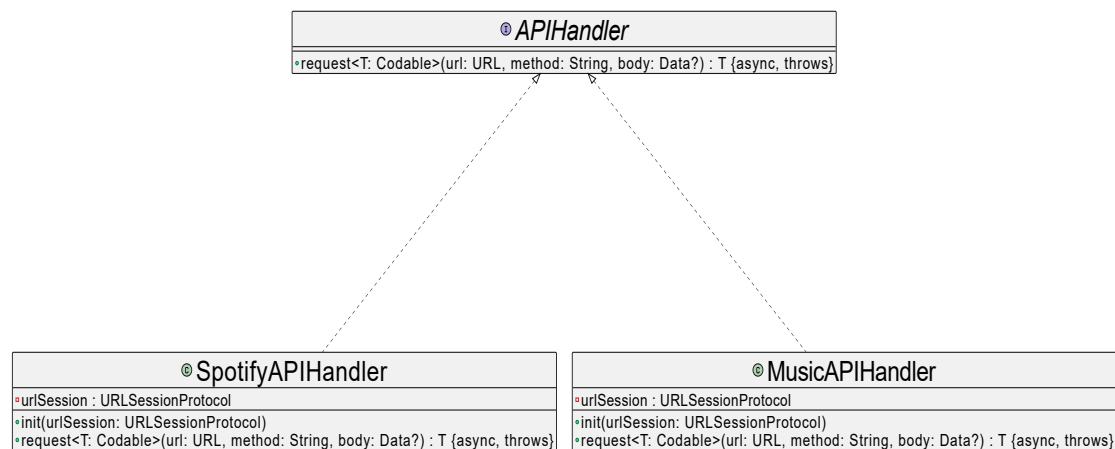 APIHandler
request<T: Codable>(url: URL, method: String, body: Data?) : T {async, throws}
SpotifyAPIHandler
urlSession : URLSessionProtocol
init(urlSession: URLSessionProtocol)
request<T: Codable>(url: URL, method: String, body: Data?) : T {async, throws}
MusicAPIHandler
urlSession : URLSessionProtocol
init(urlSession: URLSessionProtocol)
request<T: Codable>(url: URL, method: String, body: Data?) : T {async, throws}